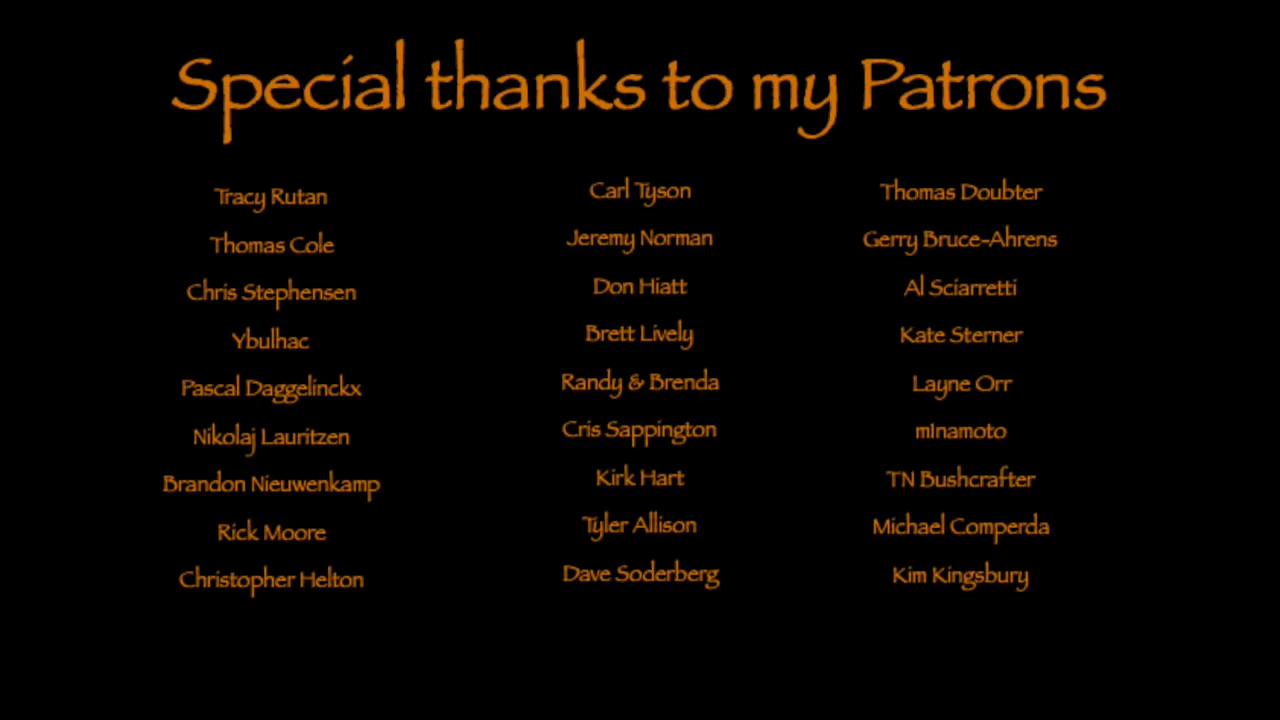 Special thanks to my Patrons
Tracy Rutan
Thomas Cole
Chris Stephensen
Ybulhac
Pascal Daggelinckx
Nikolaj Lauritzen
Brandon Nieuwenkamp
Rick Moore
Christopher Helton
Carl Tyson
Jeremy Norman
Don Hiatt
Brett Lively
Randy & Brenda
Cris Sappington
Kirk Hart
Tyler Allison
Dave Soderberg
Thomas Doubter
Gerry Bruce-Ahrens
Al Sciarretti
Kate Sterner
Layne Orr
mInamoto
TN Bushcrafter
Michael Comperda
Kim Kingsbury